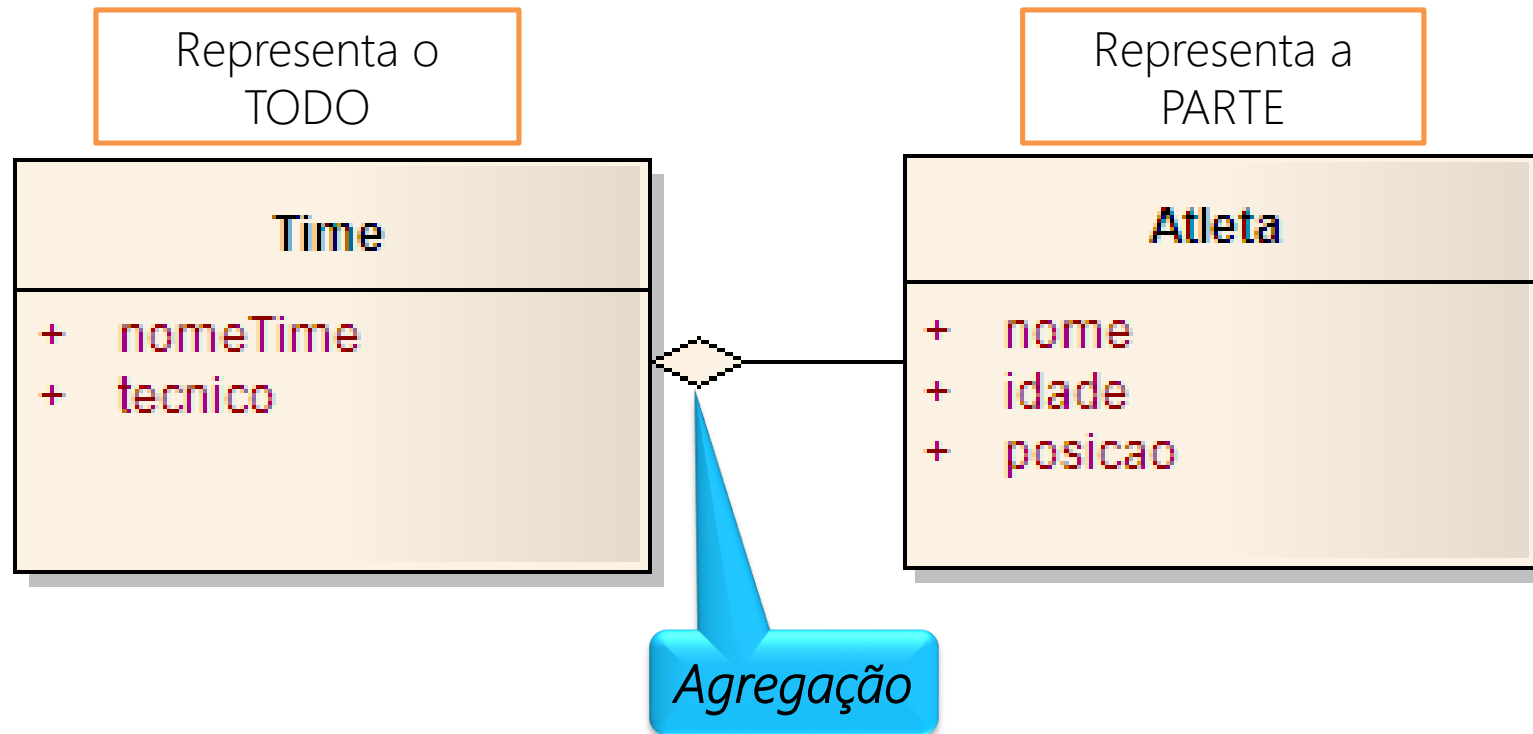 Representa o
TODO
Representa a
PARTE
Time
+ nomeTime
+ tecnico
Atleta
+ nome
+ idade
+ posicao
Agregação